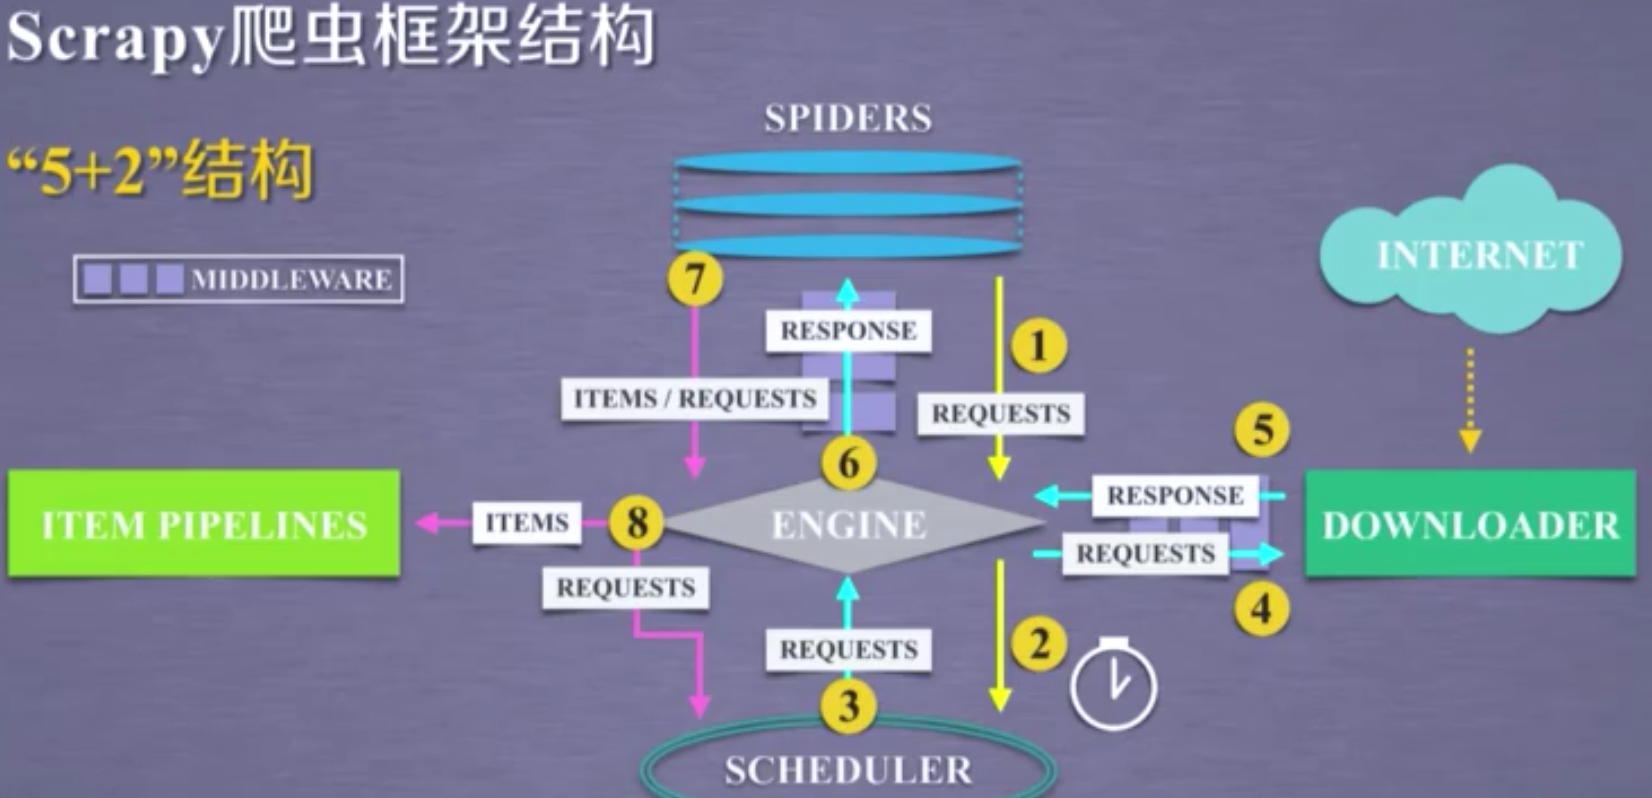 Scrapy爬虫框架结构
“5+2”结构
MIDDLEWARE
SPIDERS
INTERNET
7
RESPONSE
1
ITEMS / REQUESTS
REQUESTS
5
6
RESPONSE
ITEM PIPELINES
ITEMS
8
ENGINE
DOWNLOADER
REQUESTS
REQUESTS
4
REQUESTS
2
3
SCHEDULER